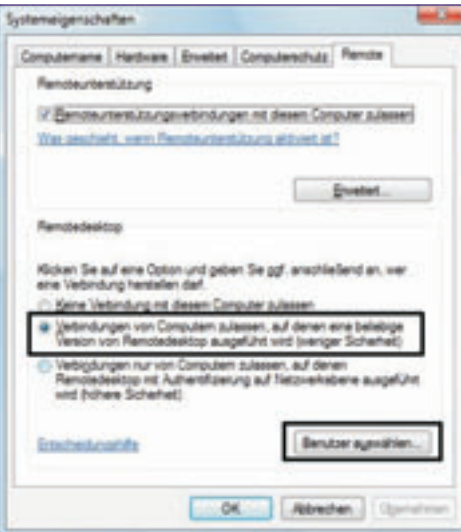 Systemeigenschaften
Computername Hardware Erweitert Computerschutz Remote
Remoteunterstützung
Remoteunterstützungsverbindungen mit diesem Computer zulassen
Was geschieht, wenn Remoteunterstützung aktiviert ist?
Erweitert...
Remotedesktop
Klicken Sie auf eine Option und geben Sie ggf. anschließend an, wer
eine Verbindung herstellen darf.
Keine Verbindung mit diesem Computer zulassen
Verbindungen von Computern zulassen, auf denen eine beliebige
Version von Remotedesktop ausgeführt wird (weniger Sicherheit)
Verbindungen nur von Computern zulassen, auf denen
Remotedesktop mit Authentifizierung auf Netzwerkebene ausgeführt
wird (höhere Sicherheit)
Entscheidungshilfe
Benutzer auswählen...
OK Abbrechen Übernehmen